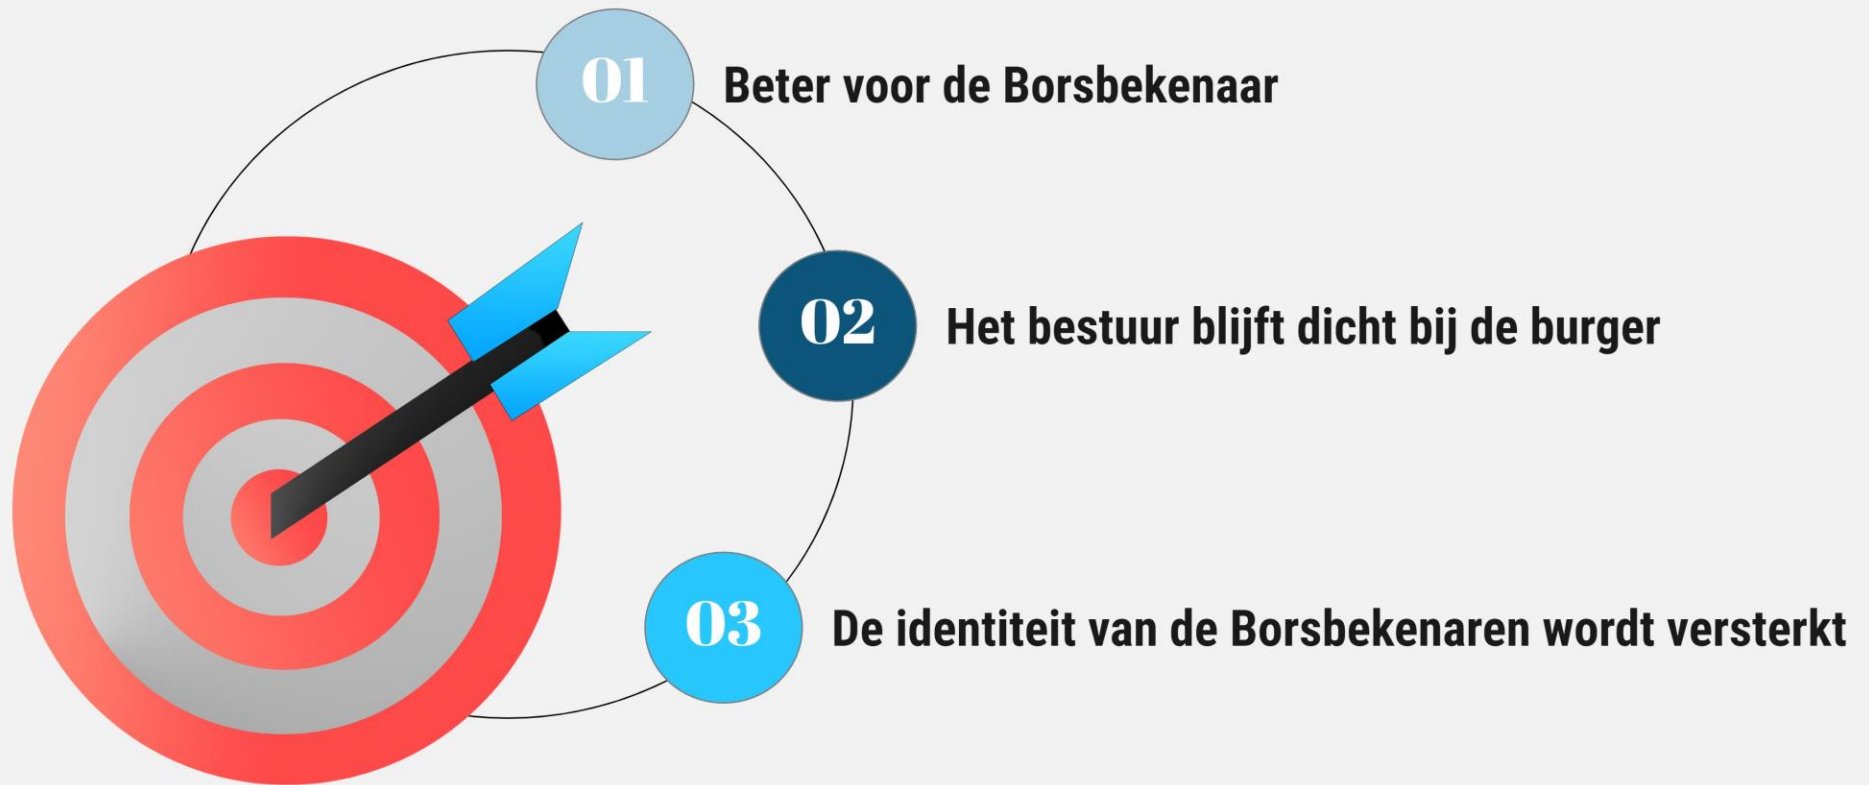 01
Beter voor de Borsbekenaar
02
Het bestuur blijft dicht bij de burger
03
De identiteit van de Borsbekenaren wordt versterkt